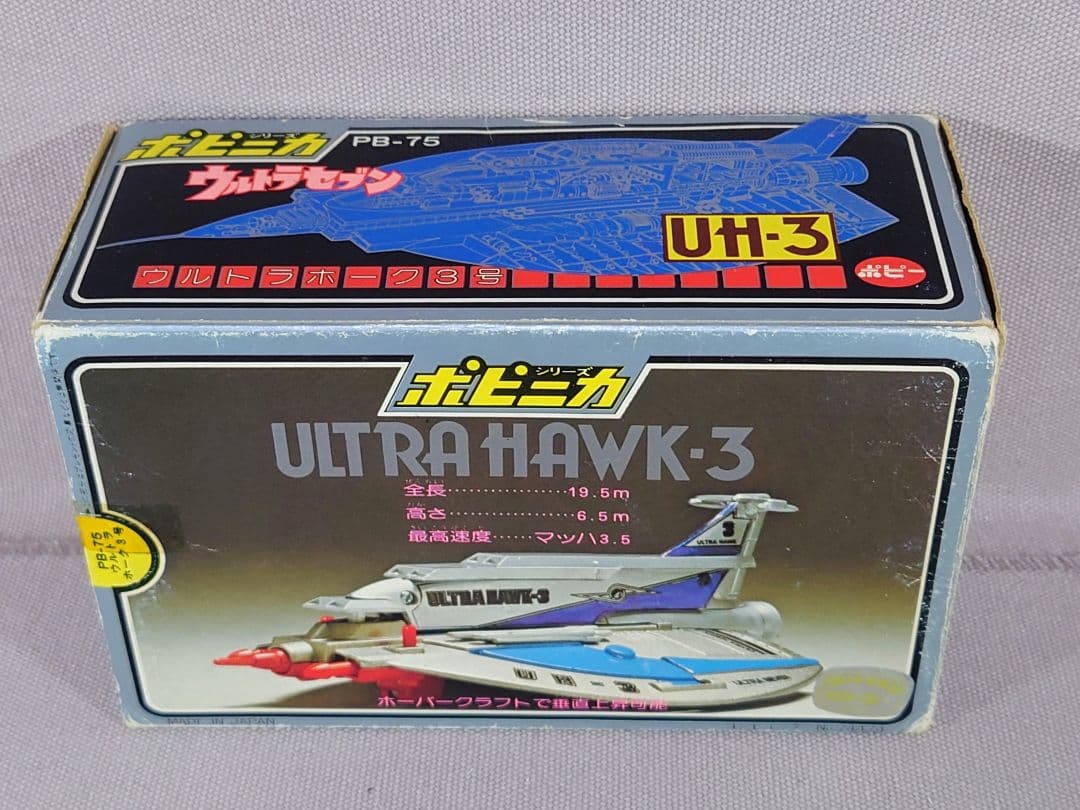 ポピニカ
シリーズ
PB-75
ウルトラセブン
UH-3
ウルトラホーク3号
ポピー
ポピニカ
シリーズ
ULTRA HAWK-3
全長………………19.5m
高さ…………………6.5m
最高速度……マッハ3.5
3
ULTRA HAWK
ULTRA HAWK-3
UH-3
ULTRA HAWK
PB-75
ウルトラ
ホーク3号
ホーバークラフトで垂直上昇可能
MADE IN JAPAN